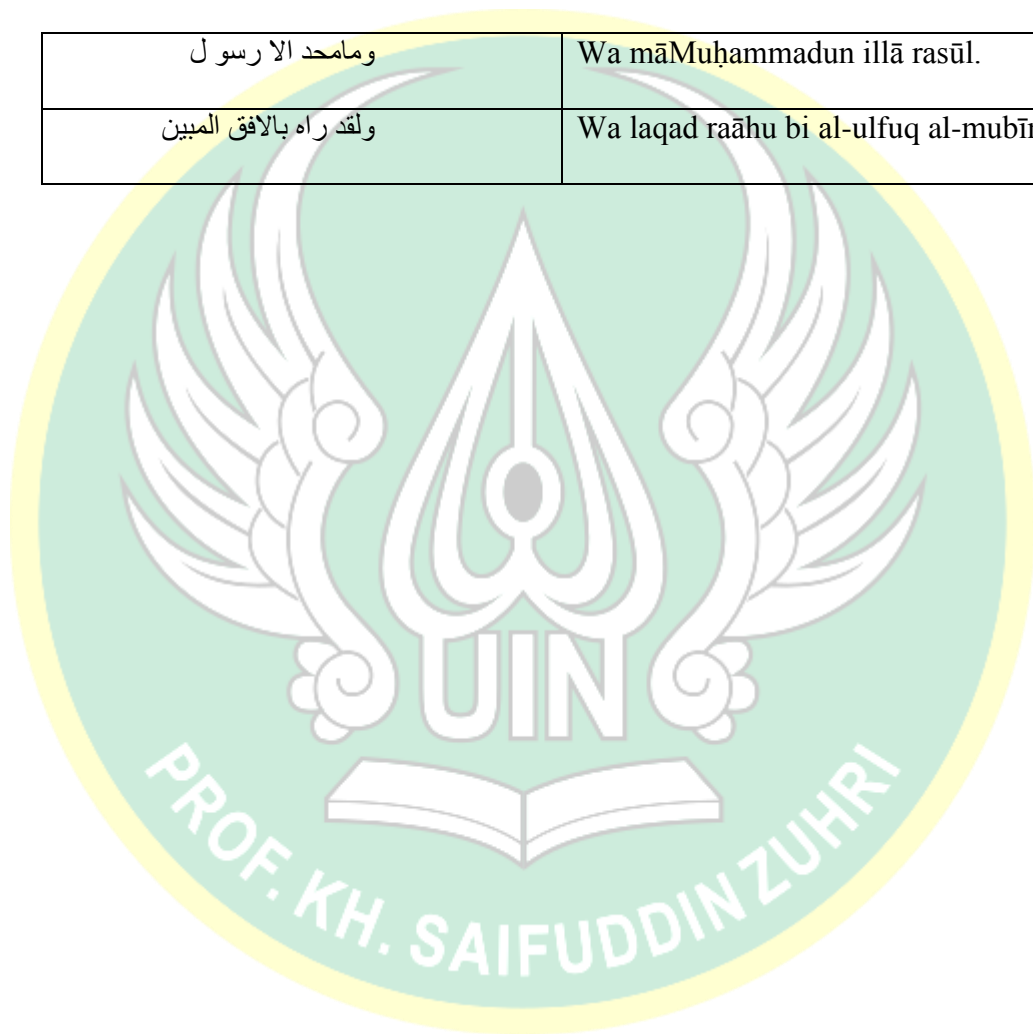 ومامحد الا رسو ل Wa māMuḥammadun illā rasūl.
ولقد راه بالافق المبين Wa laqad raāhu bi al-ulfuq al-mubīn
UIN
PROF. KH. SAIFUDDIN ZUHRI